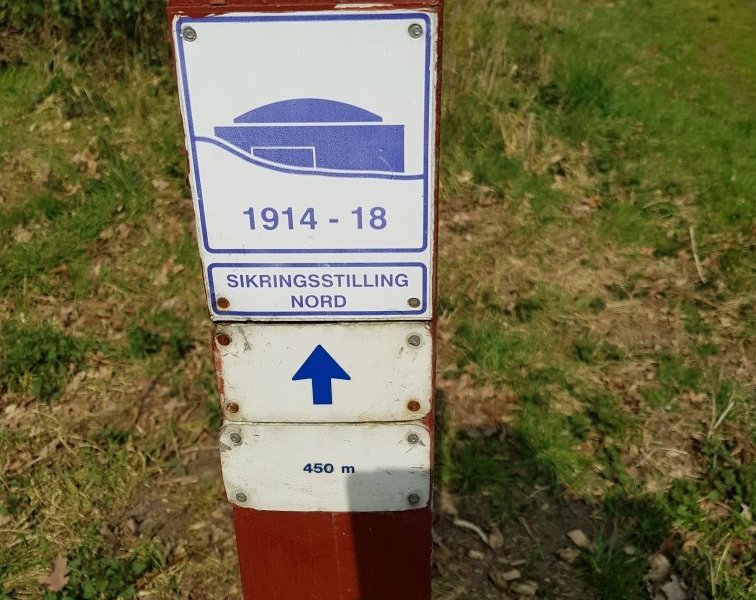 1914 - 18
SIKRINGSSTILLING
NORD
450 m